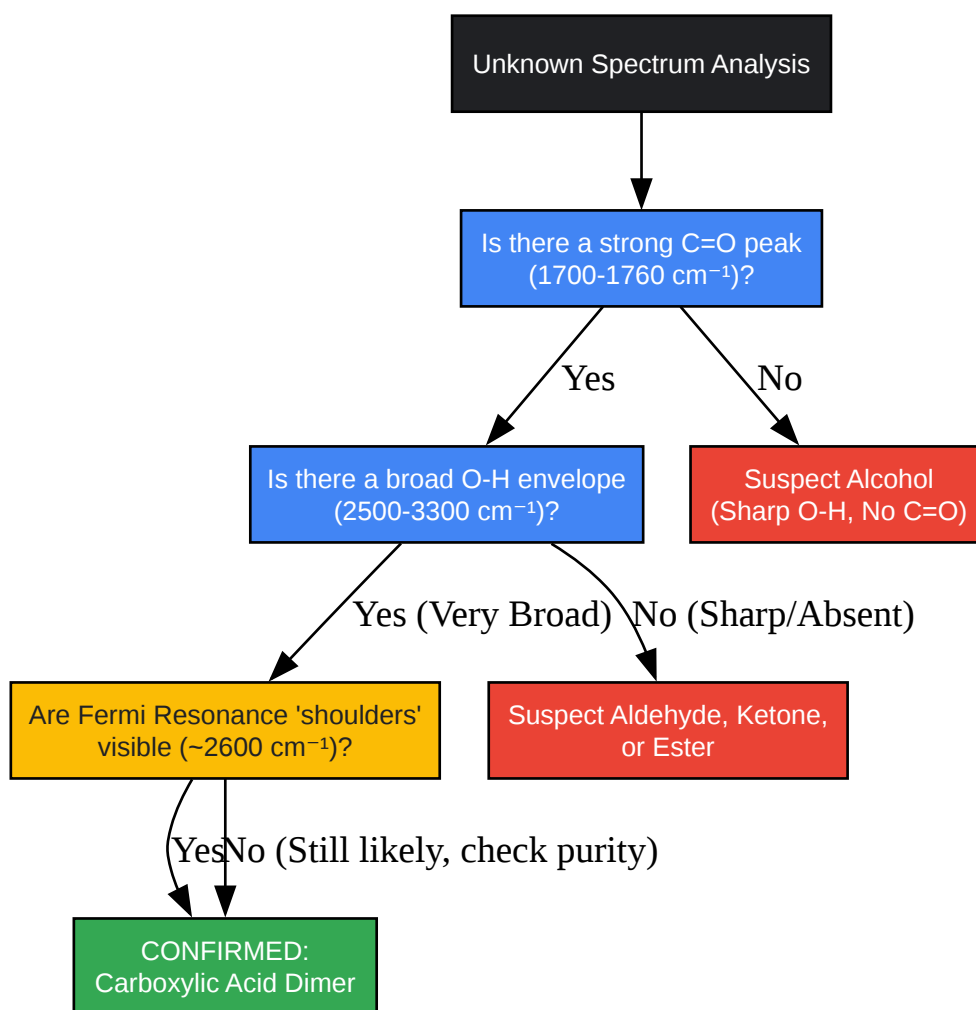 Unknown Spectrum Analysis
Is there a strong C=O peak
(1700-1760 cm⁻¹)?
Yes
No
Is there a broad O-H envelope
(2500-3300 cm⁻¹)?
Suspect Alcohol
(Sharp O-H, No C=O)
Yes (Very Broad)
No (Sharp/Absent)
Are Fermi Resonance 'shoulders'
visible (~2600 cm⁻¹)?
Suspect Aldehyde, Ketone,
or Ester
Yes
No (Still likely, check purity)
CONFIRMED:
Carboxylic Acid Dimer